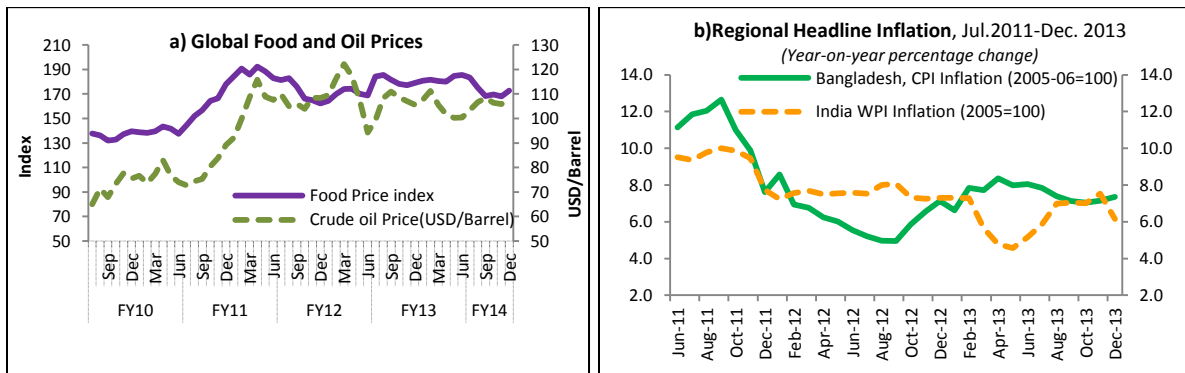 a) Global Food and Oil Prices
210
190
170
150
130
110
90
70
50
Index
130
120
110
100
90
80
70
60
50
USD/Barrel
Food Price index
Crude oil Price(USD/Barrel)
Sep Dec Mar Jun Sep Dec Mar Jun Sep Dec Mar Jun Sep Dec Mar Jun Sep Dec
FY10 FY11 FY12 FY13 FY14
b)Regional Headline Inflation, Jul.2011-Dec. 2013
(Year-on-year percentage change)
14.0
12.0
10.0
8.0
6.0
4.0
2.0
14.0
12.0
10.0
8.0
6.0
4.0
2.0
Bangladesh, CPI Inflation (2005-06=100)
India WPI Inflation (2005=100)
Jun-11 Aug-11 Oct-11 Dec-11 Feb-12 Apr-12 Jun-12 Aug-12 Oct-12 Dec-12 Feb-13 Apr-13 Jun-13 Aug-13 Oct-13 Dec-13